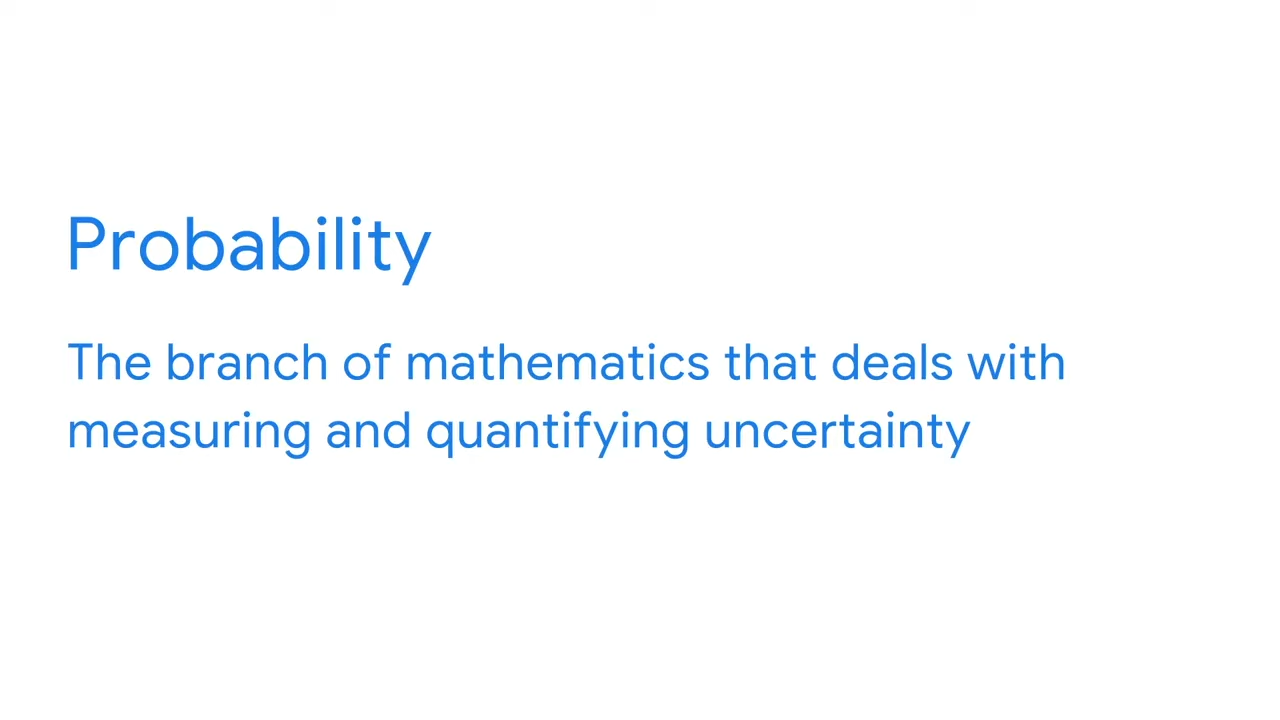 Probability
The branch of mathematics that deals with
measuring and quantifying uncertainty